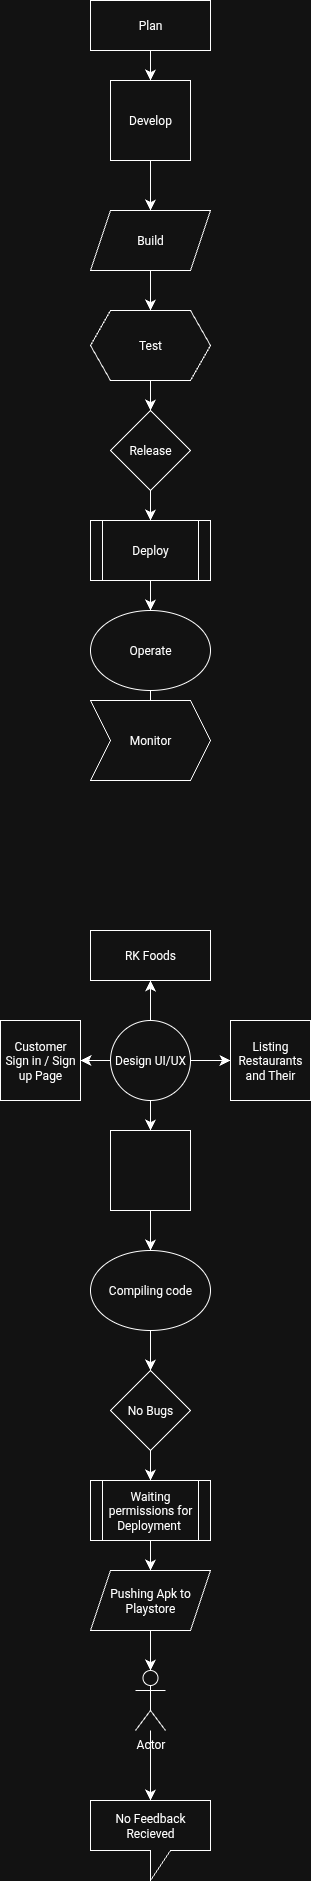 Plan
Develop
Build
Test
Release
Deploy
Operate
Monitor
RK Foods
Customer
Sign in / Sign
up Page
Design UI/UX
Listing
Restaurants
and Their
Compiling code
No Bugs
Waiting
permissions for
Deployment
Pushing Apk to
Playstore
Actor
No Feedback
Recieved